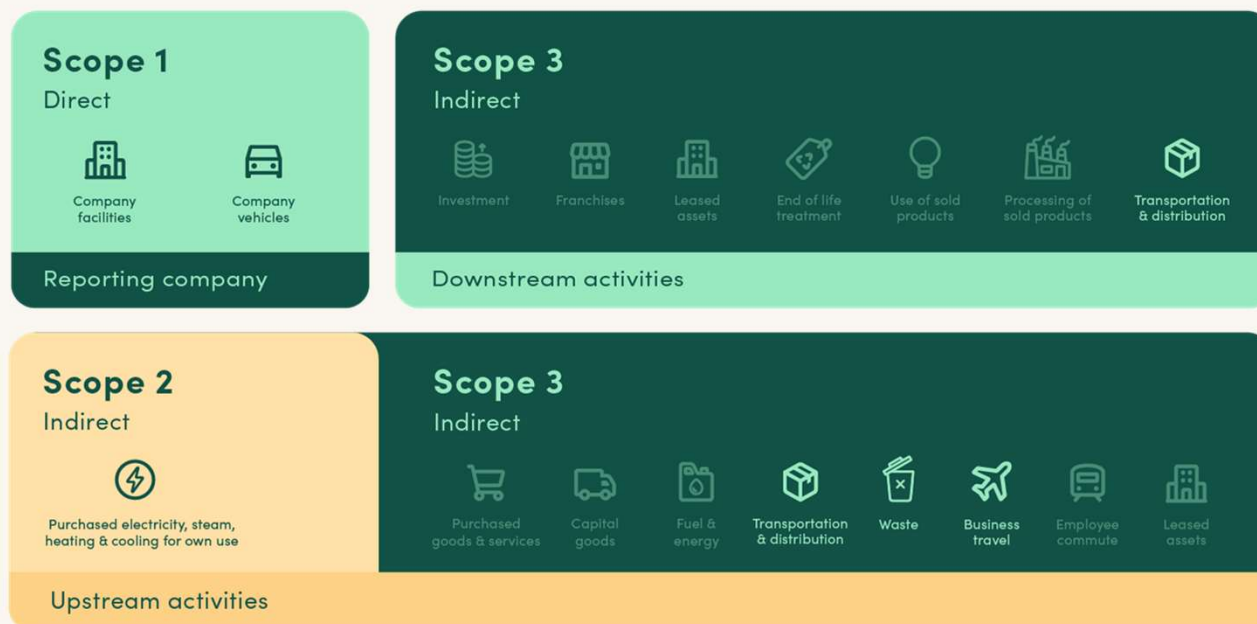 Scope 1
Direct
Company
facilities
Company
vehicles
Reporting company
Scope 3
Indirect
Investment
Franchises
Leased
assets
End of life
treatment
Use of sold
products
Processing of
sold products
Transportation
& distribution
Downstream activities
Scope 2
Indirect
Purchased electricity, steam,
heating & cooling for own use
Scope 3
Indirect
Purchased
goods & services
Capital
goods
Fuel &
energy
Transportation
& distribution
Waste
Business
travel
Employee
commute
Leased
assets
Upstream activities